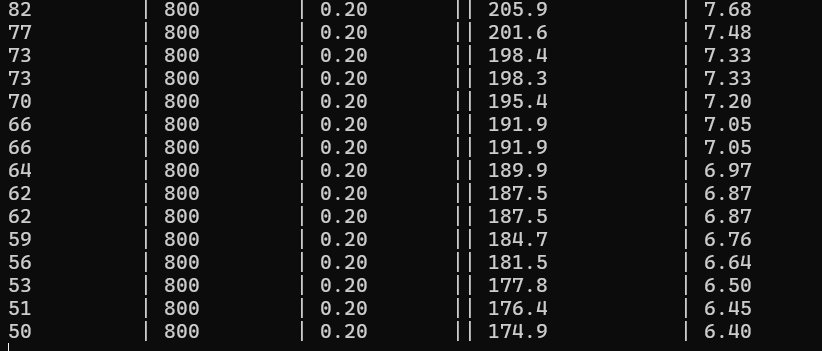 82 | 800 | 0.20 || 205.9 | 7.68
77 | 800 | 0.20 || 201.6 | 7.48
73 | 800 | 0.20 || 198.4 | 7.33
73 | 800 | 0.20 || 198.3 | 7.33
70 | 800 | 0.20 || 195.4 | 7.20
66 | 800 | 0.20 || 191.9 | 7.05
66 | 800 | 0.20 || 191.9 | 7.05
64 | 800 | 0.20 || 189.9 | 6.97
62 | 800 | 0.20 || 187.5 | 6.87
62 | 800 | 0.20 || 187.5 | 6.87
59 | 800 | 0.20 || 184.7 | 6.76
56 | 800 | 0.20 || 181.5 | 6.64
53 | 800 | 0.20 || 177.8 | 6.50
51 | 800 | 0.20 || 176.4 | 6.45
50 | 800 | 0.20 || 174.9 | 6.40